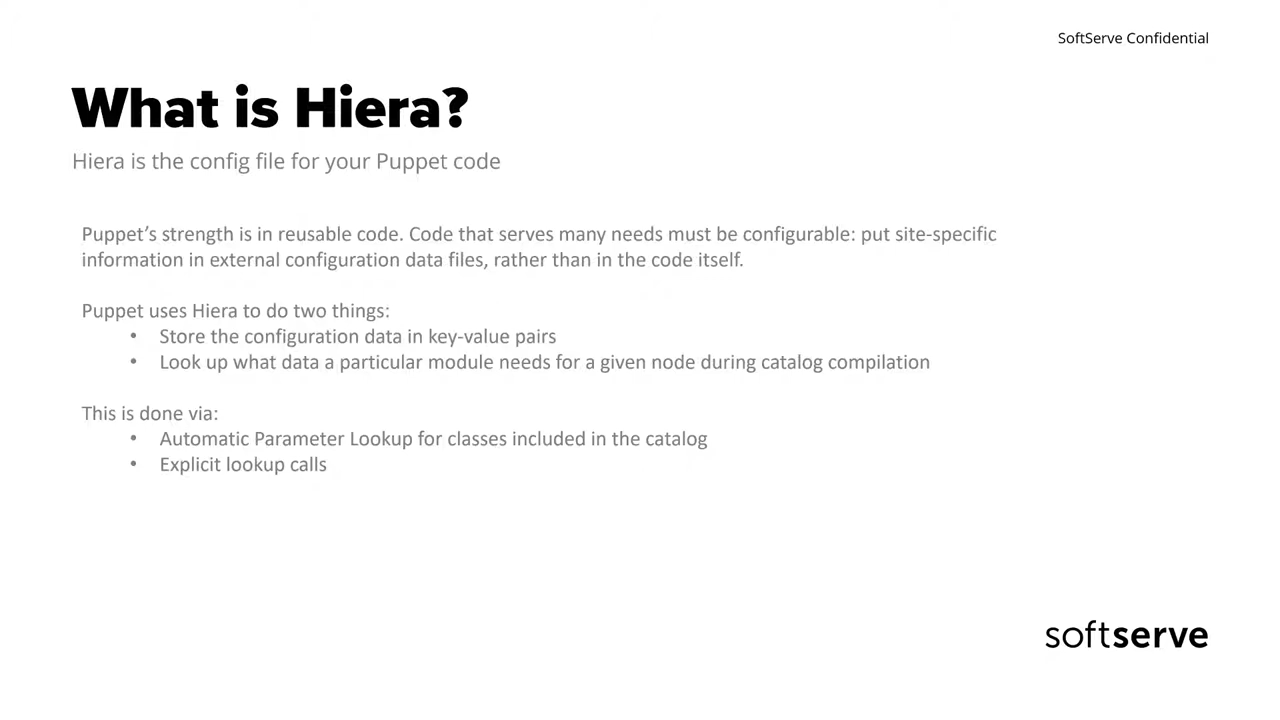 SoftServe Confidential
What is Hiera?
Hiera is the config file for your Puppet code
Puppet’s strength is in reusable code. Code that serves many needs must be configurable: put site-specific
information in external configuration data files, rather than in the code itself.
Puppet uses Hiera to do two things:
• Store the configuration data in key-value pairs
• Look up what data a particular module needs for a given node during catalog compilation
This is done via:
• Automatic Parameter Lookup for classes included in the catalog
• Explicit lookup calls
softserve